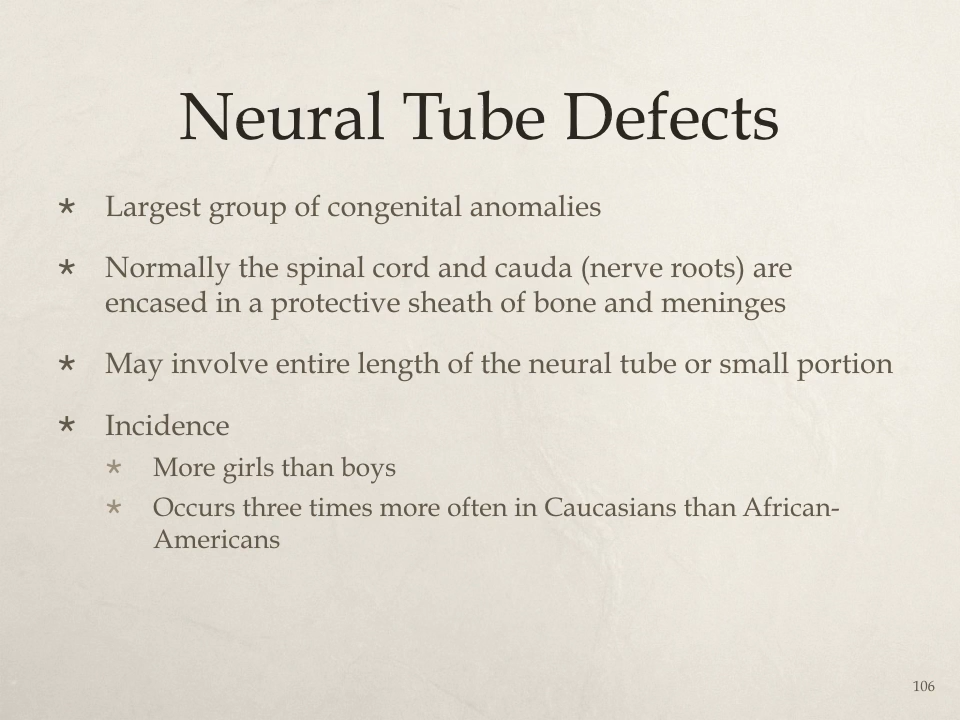 Neural Tube Defects
* Largest group of congenital anomalies
* Normally the spinal cord and cauda (nerve roots) are
encased in a protective sheath of bone and meninges
* May involve entire length of the neural tube or small portion
* Incidence
* More girls than boys
* Occurs three times more often in Caucasians than African-
Americans
106